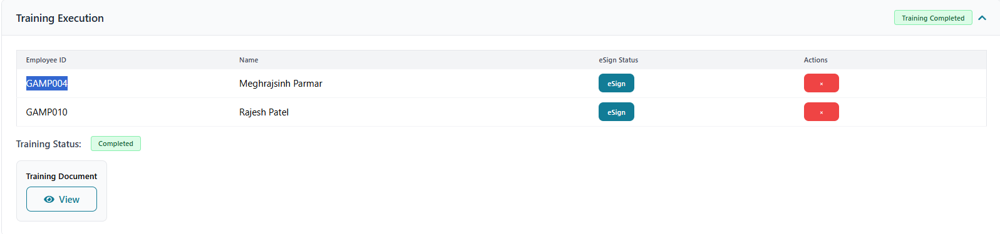 Training Execution
Training Completed
Employee ID Name eSign Status Actions
GAMP004 Meghrajsinh Parmar eSign ×
GAMP010 Rajesh Patel eSign ×
Training Status: Completed
Training Document
View